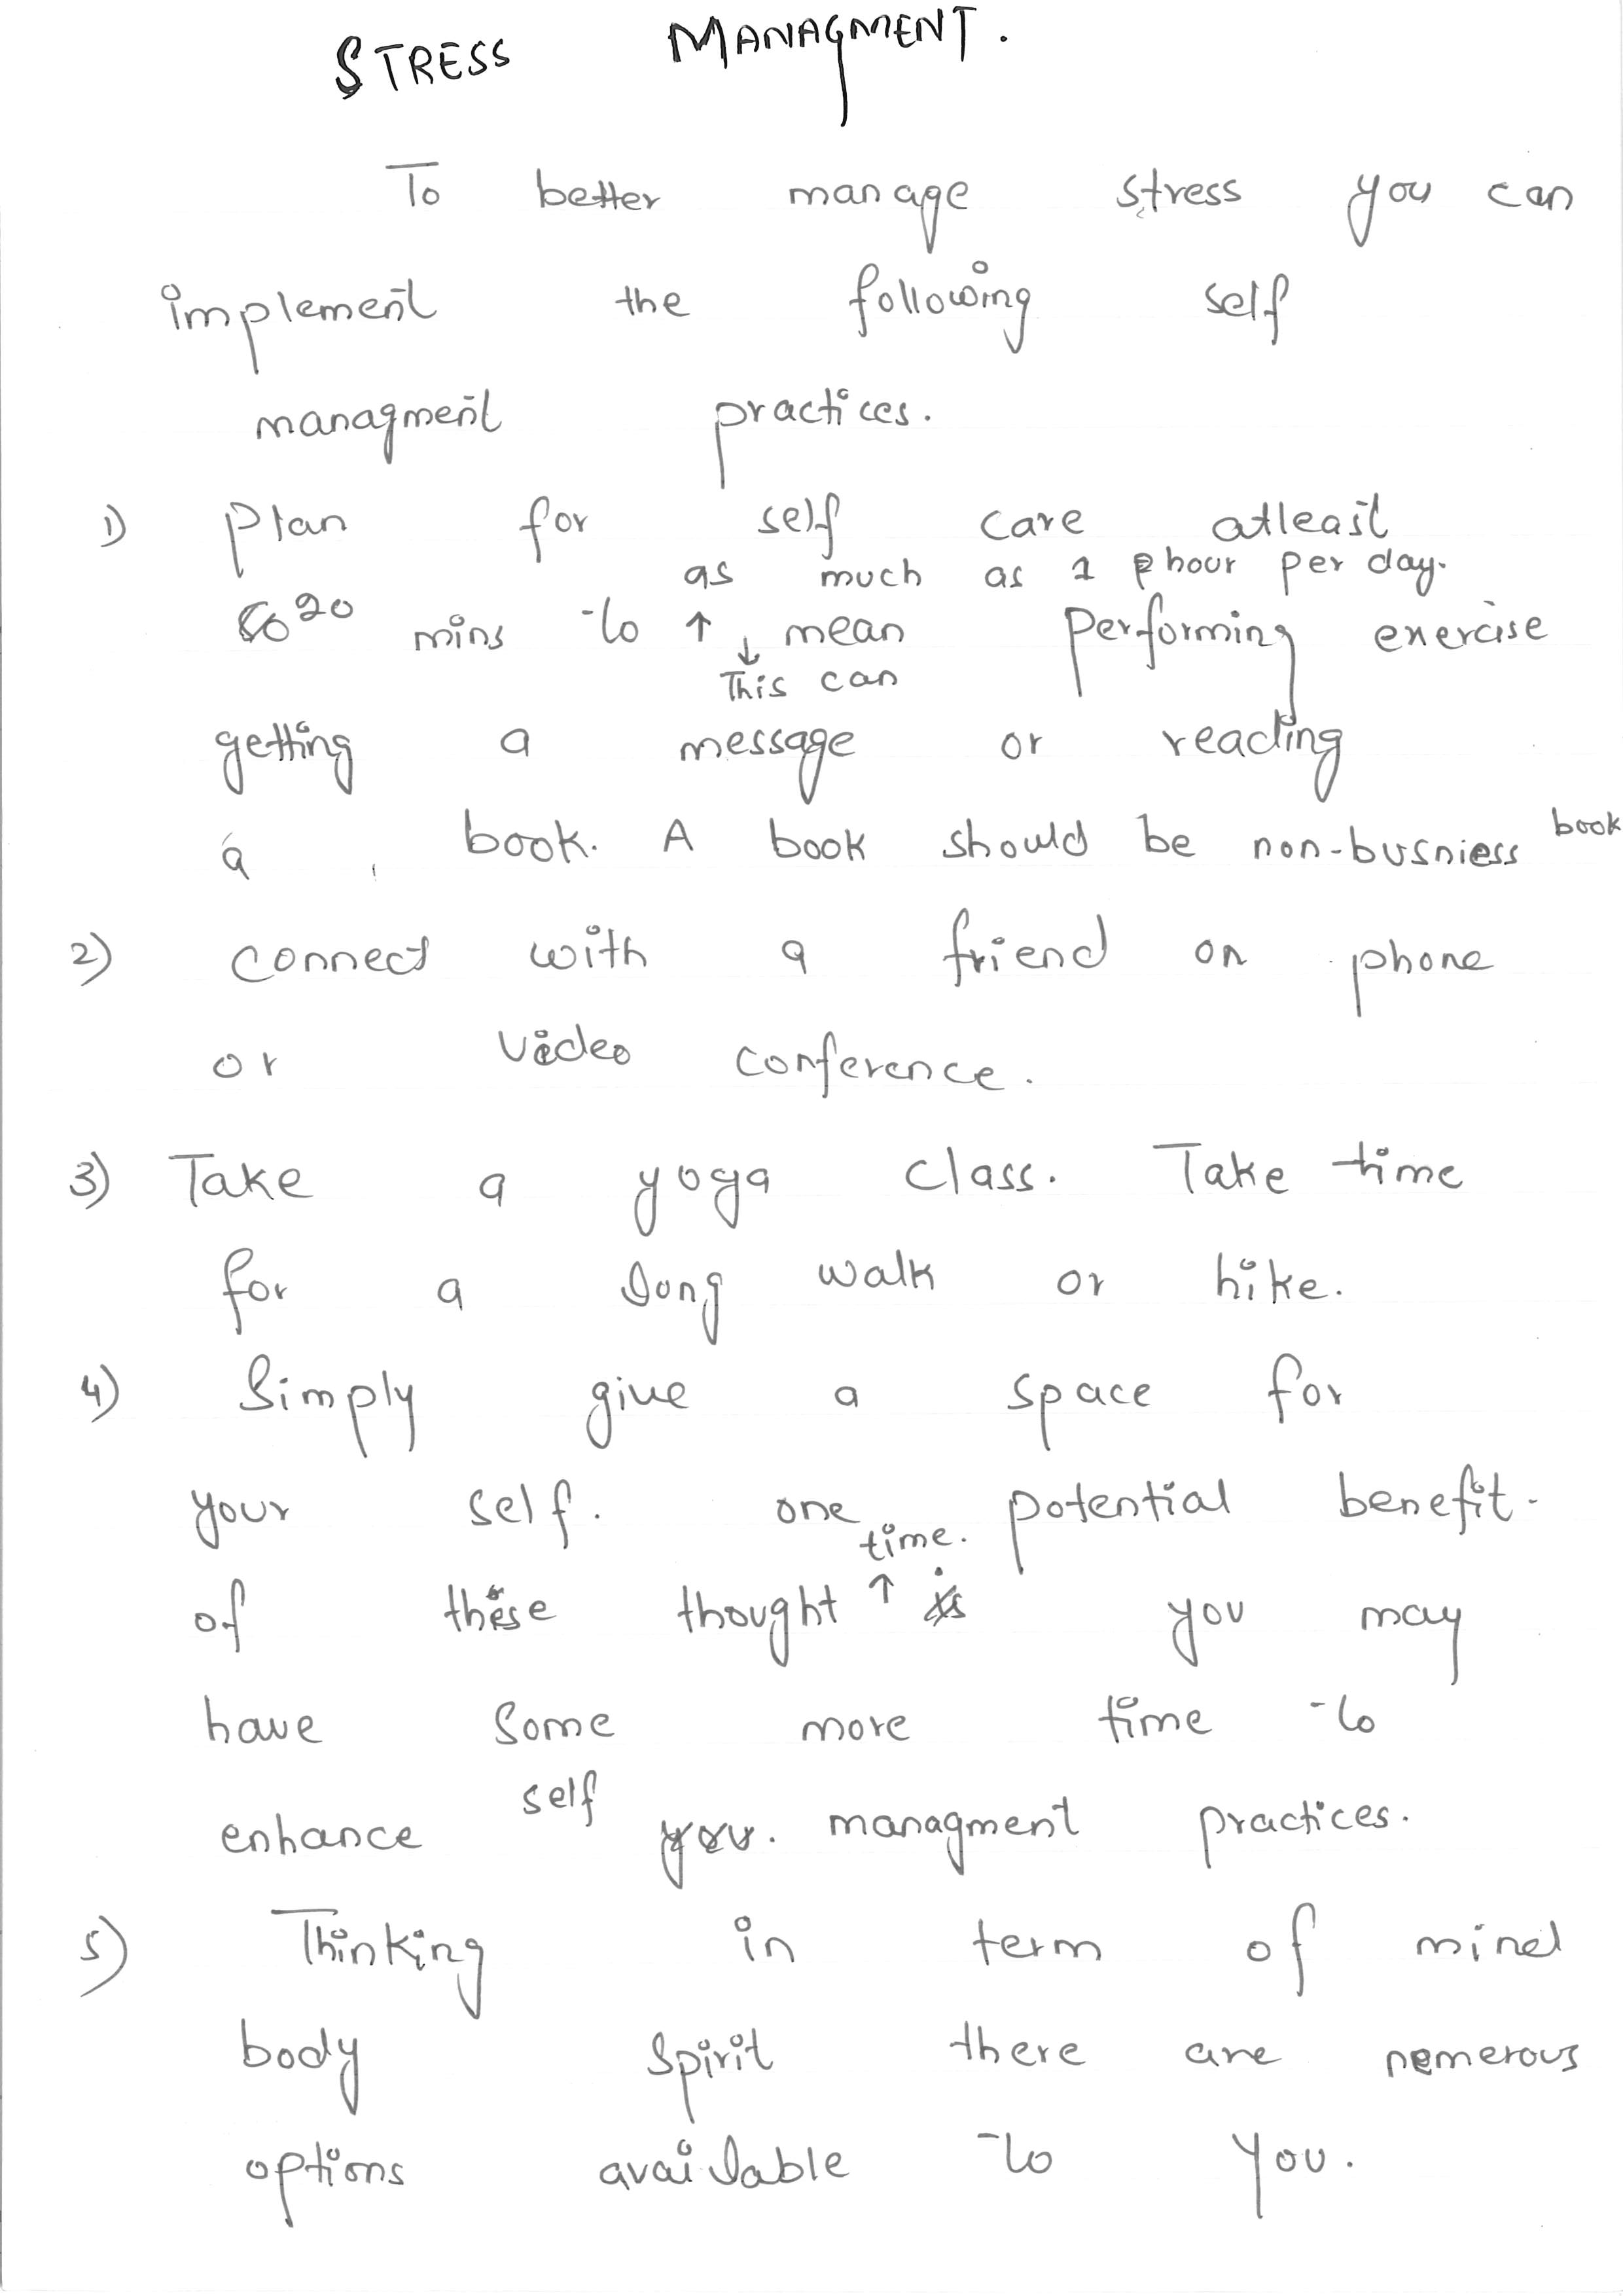 STRESS MANAGMENT.
To better manage stress you can
implement the following self
managment practices.
1) Plan for self care atleast
as much as 1 hour per day.
20 mins to ↑ ↓ mean performing exercise
This can
getting a message or reading
a book. A book should be non-busniess book
2) connect with a friend on phone
or video conference.
3) Take a yoga class. Take time
for a long walk or hike.
4) Simply give a space for
your self. one potential benefit.
time.
of these thought ↑ is you may
have some more time to
self
enhance you. managment practices.
5) Thinking in term of mind
body spirit there are nemerous
options available to you.